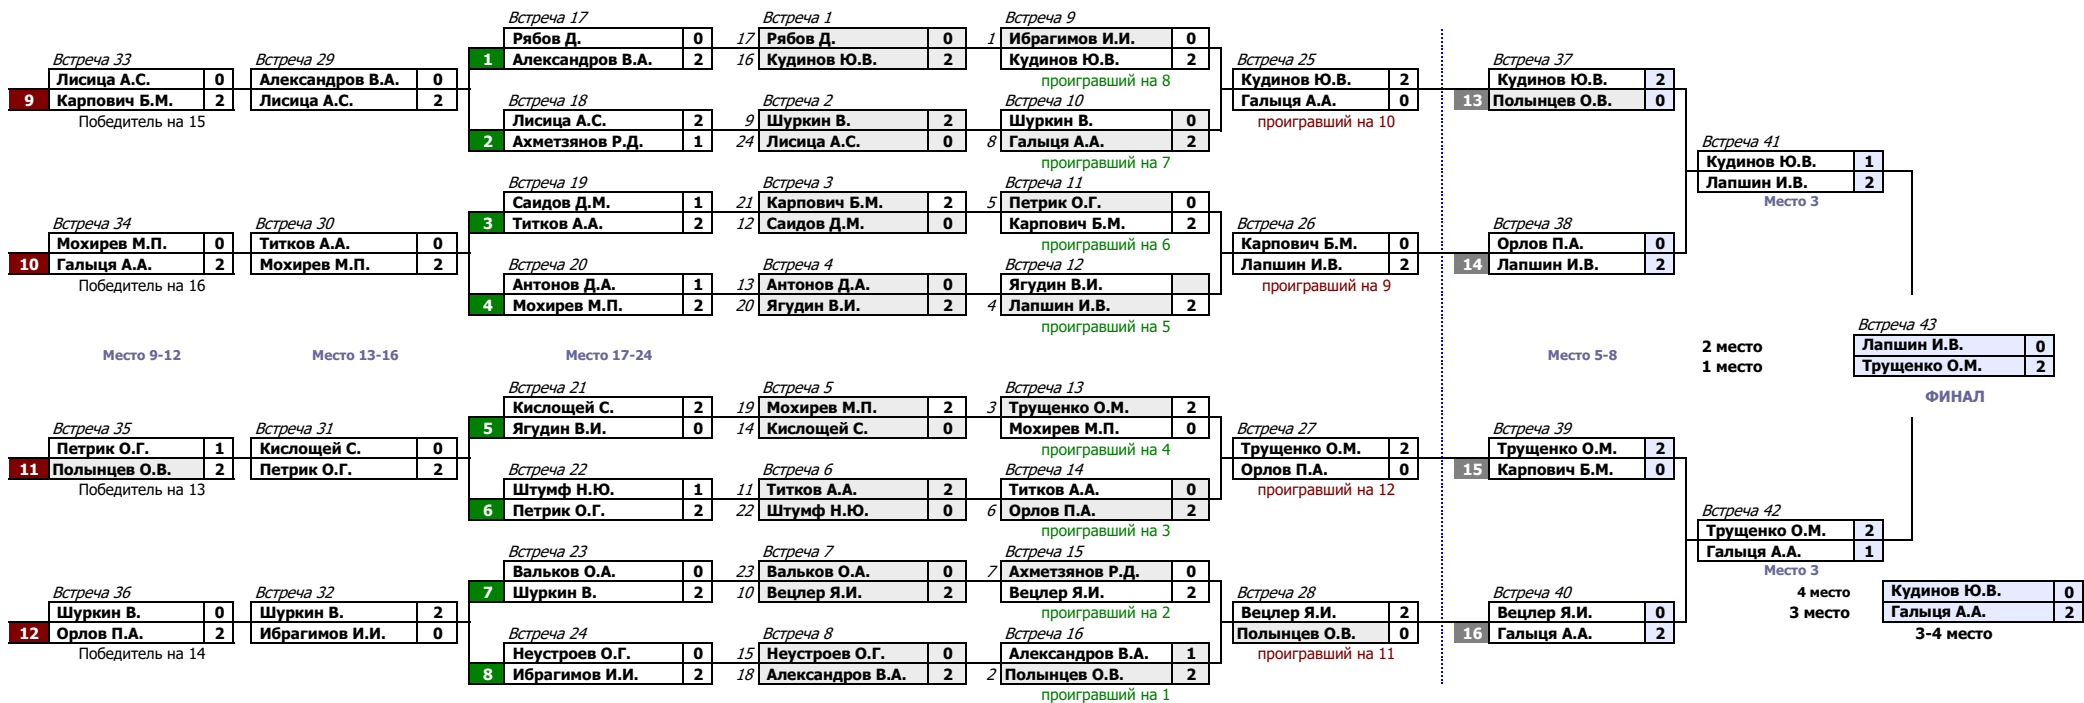 Встреча 17 Встреча 1 Встреча 9
Рябов Д. 0 17 Рябов Д. 0 1 Ибрагимов И.И. 0
Встреча 33 Встреча 29 1 Александров В.А. 2 16 Кудинов Ю.В. 2 Кудинов Ю.В. 2 Встреча 25 Встреча 37
Лисица А.С. 0 Александров В.А. 0 проигравший на 8 Кудинов Ю.В. 2 Кудинов Ю.В. 2
9 Карпович Б.М. 2 Лисица А.С. 2 Встреча 18 Встреча 2 Встреча 10 Галыця А.А. 0 13 Полынцев О.В. 0
Победитель на 15 Лисица А.С. 2 9 Шуркин В. 2 Шуркин В. 0 проигравший на 10
2 Ахметзянов Р.Д. 1 24 Лисица А.С. 0 8 Галыця А.А. 2 Встреча 41
проигравший на 7 Кудинов Ю.В. 1
Встреча 19 Встреча 3 Встреча 11 Лапшин И.В. 2
Саидов Д.М. 1 21 Карпович Б.М. 2 5 Петрик О.Г. 0 Место 3
Встреча 34 Встреча 30 3 Титков А.А. 2 12 Саидов Д.М. 0 Карпович Б.М. 2 Встреча 26 Встреча 38
Мохирев М.П. 0 Титков А.А. 0 проигравший на 6 Карпович Б.М. 0 Орлов П.А. 0
10 Галыця А.А. 2 Мохирев М.П. 2 Встреча 20 Встреча 4 Встреча 12 Лапшин И.В. 2 14 Лапшин И.В. 2
Победитель на 16 Антонов Д.А. 1 13 Антонов Д.А. 0 Ягудин В.И. проигравший на 9
4 Мохирев М.П. 2 20 Ягудин В.И. 2 4 Лапшин И.В. 2
проигравший на 5 Встреча 43
Место 9-12 Место 13-16 Место 17-24 Место 5-8 2 место Лапшин И.В. 0
1 место Трущенко О.М. 2
Встреча 21 Встреча 5 Встреча 13 ФИНАЛ
Кислощей С. 2 19 Мохирев М.П. 2 3 Трущенко О.М. 2
Встреча 35 Встреча 31 5 Ягудин В.И. 0 14 Кислощей С. 0 Мохирев М.П. 0 Встреча 27 Встреча 39
Петрик О.Г. 1 Кислощей С. 0 проигравший на 4 Трущенко О.М. 2 Трущенко О.М. 2
11 Полынцев О.В. 2 Петрик О.Г. 2 Встреча 22 Встреча 6 Встреча 14 Орлов П.А. 0 15 Карпович Б.М. 0
Победитель на 13 Штумф Н.Ю. 1 11 Титков А.А. 2 Титков А.А. 0 проигравший на 12
6 Петрик О.Г. 2 22 Штумф Н.Ю. 0 6 Орлов П.А. 2 Встреча 42
проигравший на 3 Трущенко О.М. 2
Встреча 23 Встреча 7 Встреча 15 Галыця А.А. 1
Вальков О.А. 0 23 Вальков О.А. 0 7 Ахметзянов Р.Д. 0 Место 3
Встреча 36 Встреча 32 7 Шуркин В. 2 10 Вецлер Я.И. 2 Вецлер Я.И. 2 Встреча 28 Встреча 40 4 место Кудинов Ю.В. 0
Шуркин В. 0 Шуркин В. 2 проигравший на 2 Вецлер Я.И. 2 Вецлер Я.И. 0 3 место Галыця А.А. 2
12 Орлов П.А. 2 Ибрагимов И.И. 0 Встреча 24 Встреча 8 Встреча 16 Полынцев О.В. 0 16 Галыця А.А. 2 3-4 место
Победитель на 14 Неустроев О.Г. 0 15 Неустроев О.Г. 0 Александров В.А. 1 проигравший на 11
8 Ибрагимов И.И. 2 18 Александров В.А. 2 2 Полынцев О.В. 2
проигравший на 1